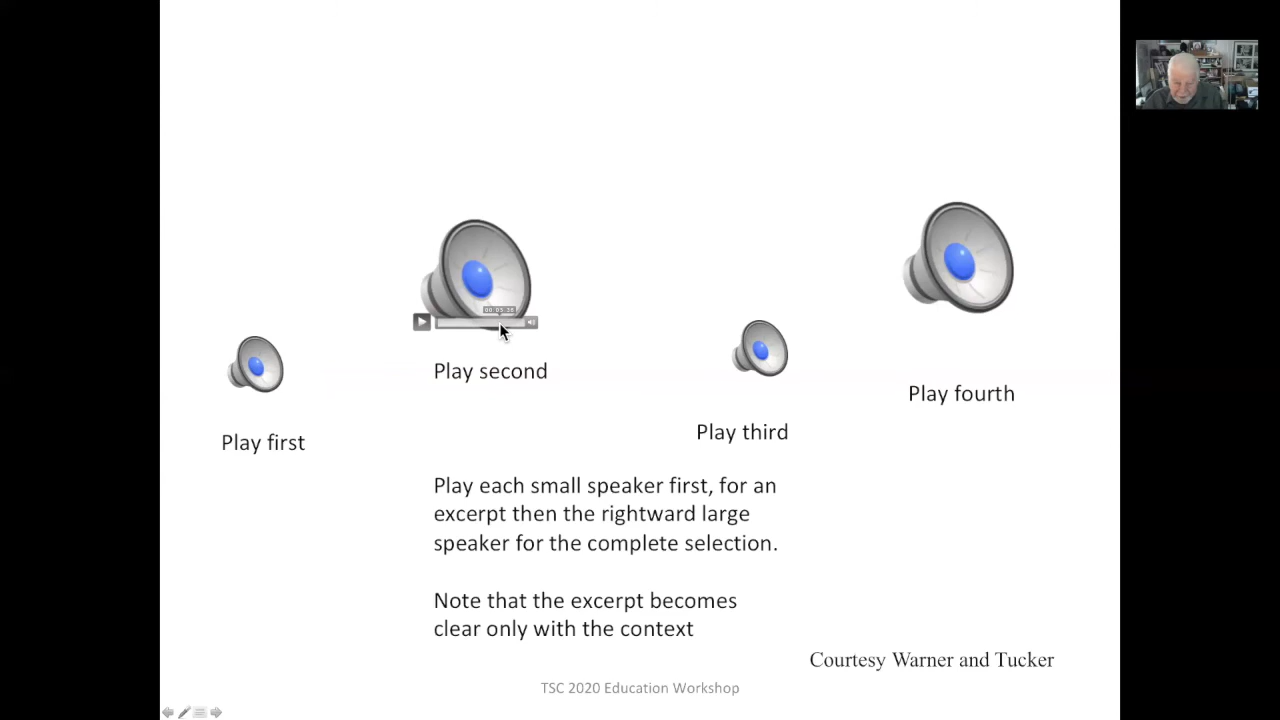 Play second
Play fourth
Play third
Play first
Play each small speaker first, for an
excerpt then the rightward large
speaker for the complete selection.
Note that the excerpt becomes
clear only with the context
Courtesy Warner and Tucker
TSC 2020 Education Workshop